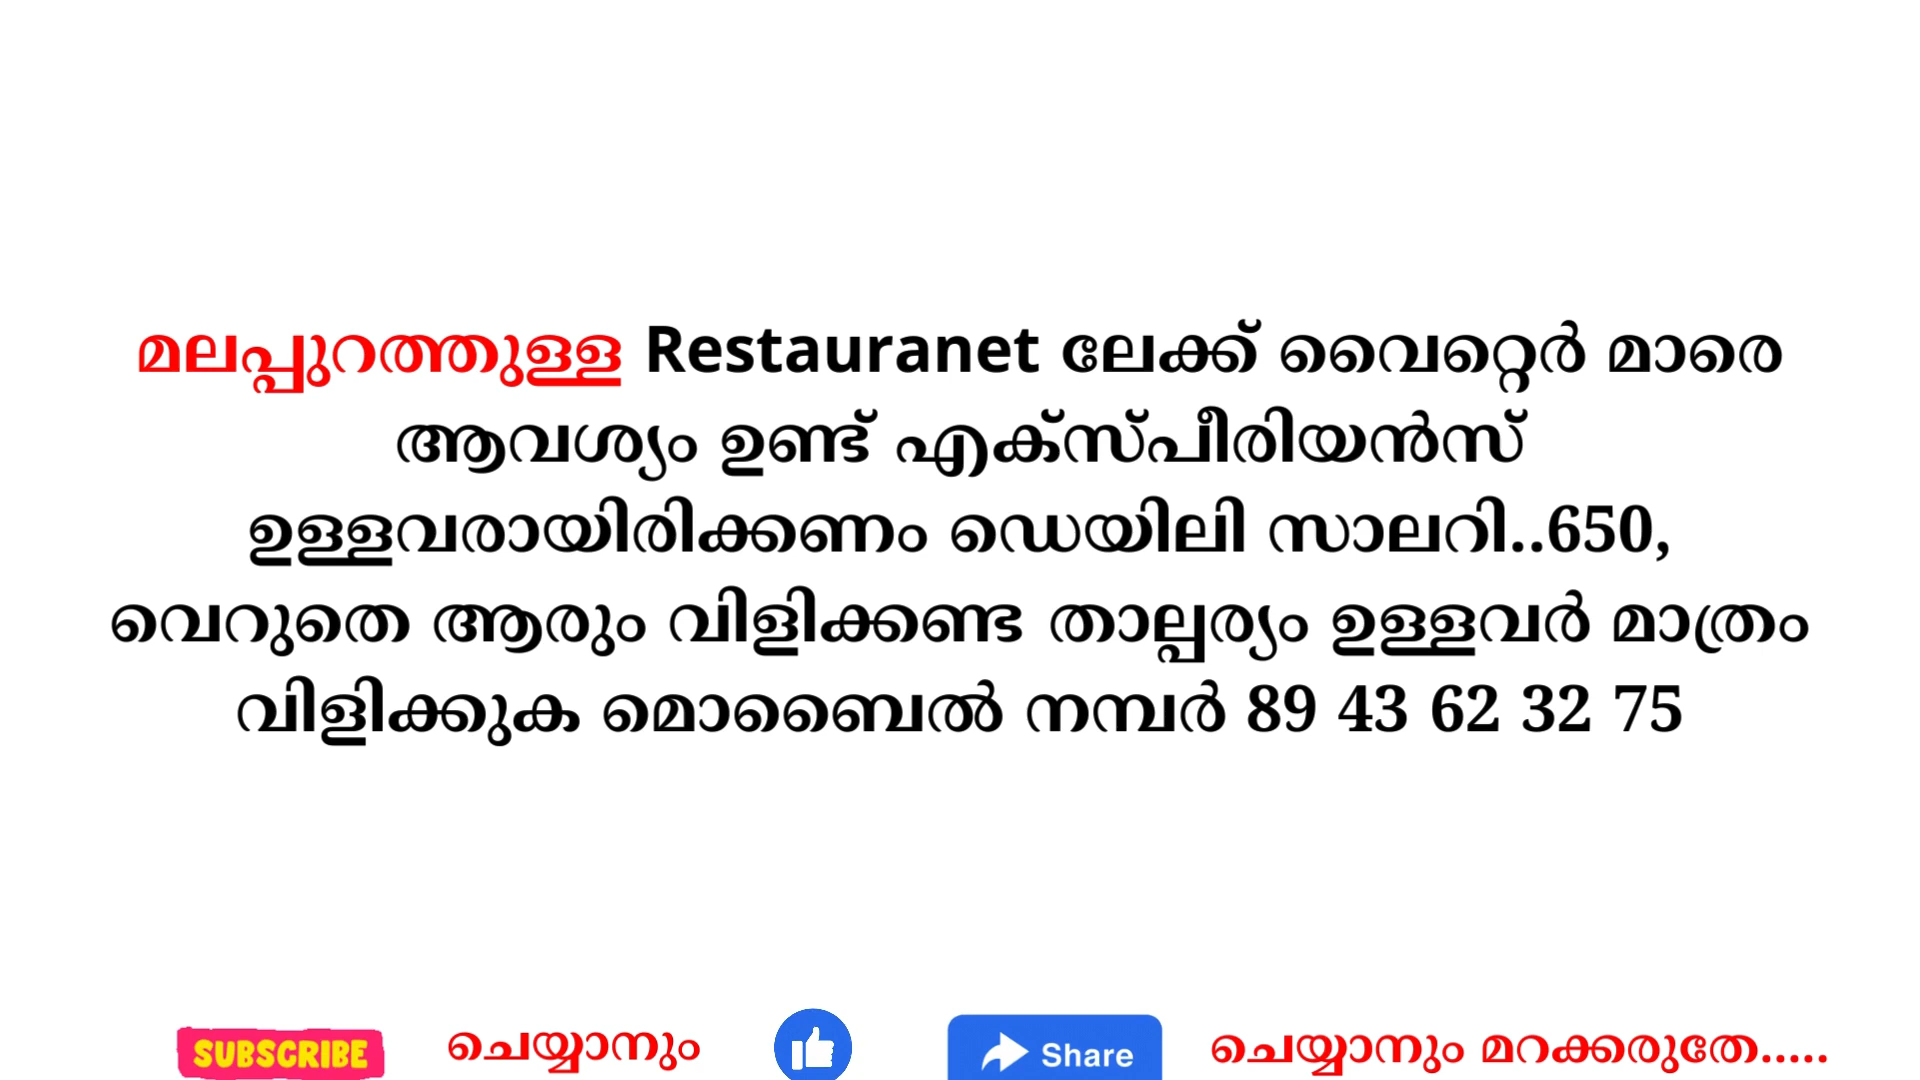 മലപ്പുറത്തുള്ള Restauranet ലേക്ക് വൈറ്റെർ മാരെ
ആവശ്യം ഉണ്ട് എക്സ്പീരിയൻസ്
ഉള്ളവരായിരിക്കണം ഡെയിലി സാലറി..650,
വെറുതെ ആരും വിളിക്കണ്ട താല്പര്യം ഉള്ളവർ മാത്രം
വിളിക്കുക മൊബൈൽ നമ്പർ 89 43 62 32 75
SUBSCRIBE ചെയ്യാനും Share ചെയ്യാനും മറക്കരുതേ.....